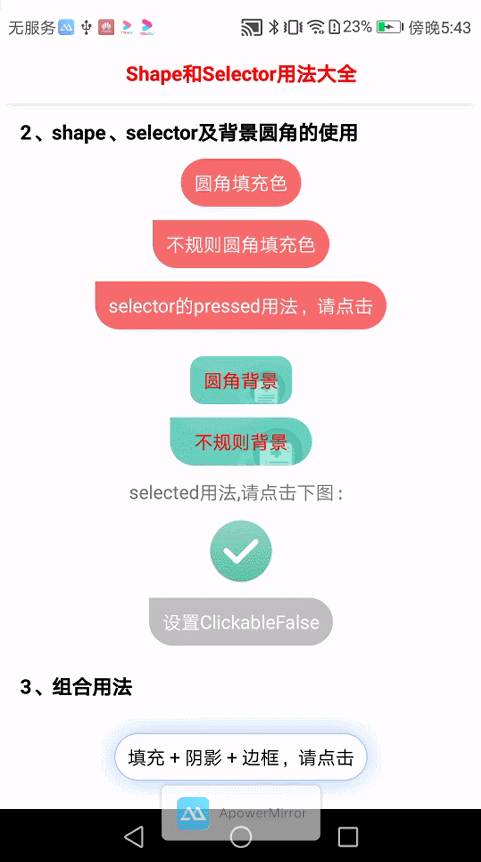 无服务 23% 傍晚5:43
Shape和Selector用法大全
2、shape、selector及背景圆角的使用
圆角填充色
不规则圆角填充色
selector的pressed用法，请点击
圆角背景
不规则背景
selected用法,请点击下图：
设置ClickableFalse
3、组合用法
填充 + 阴影 + 边框，请点击
ApowerMirror